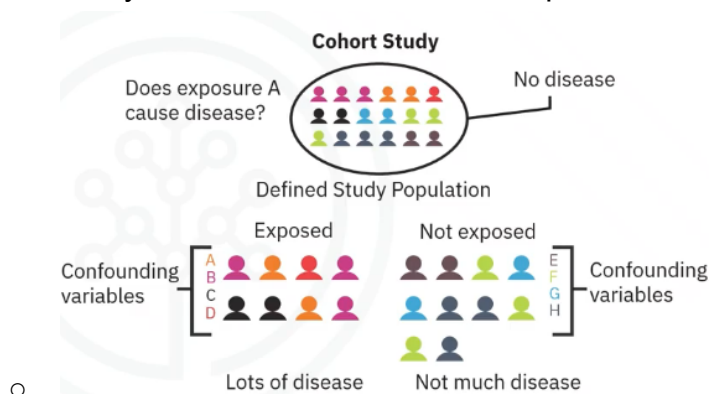 Cohort Study
Does exposure A
cause disease?
No disease
Defined Study Population
Exposed
Not exposed
Confounding
variables
A
B
C
D
E
F
G
H
Confounding
variables
Lots of disease
Not much disease